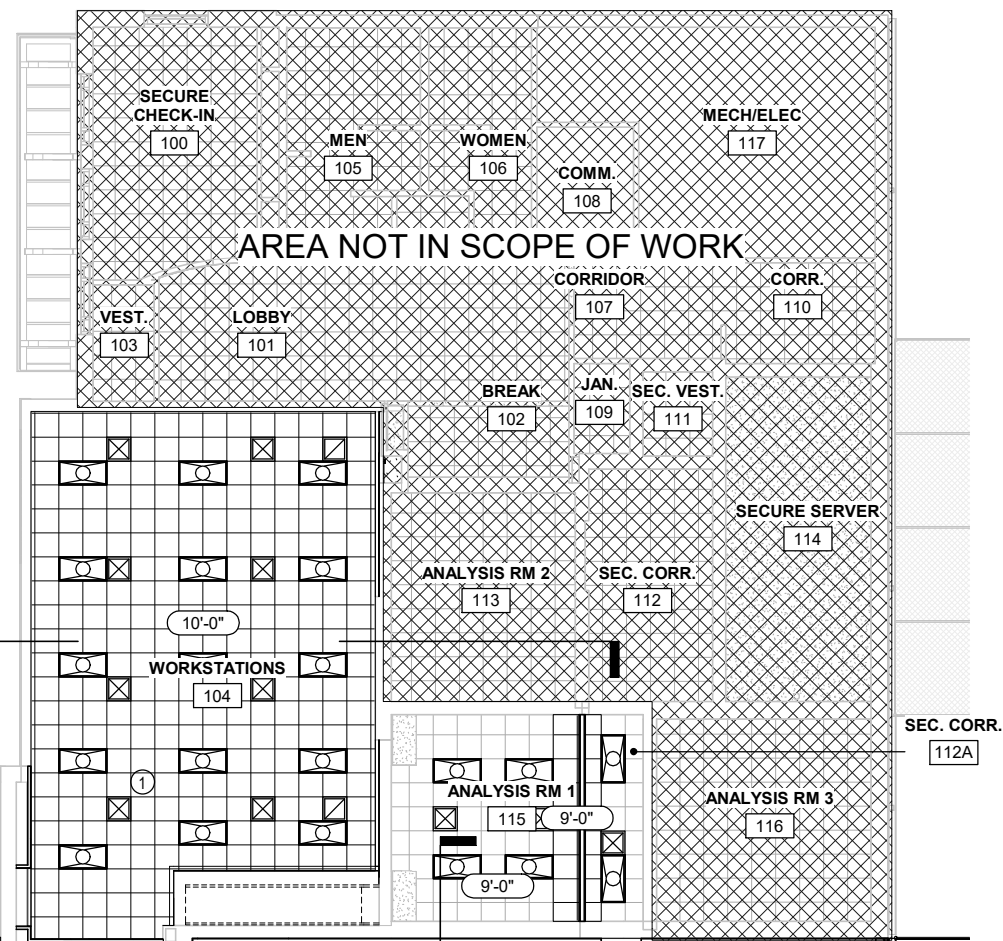 SECURE
CHECK-IN
100
MEN
105
WOMEN
106
COMM.
108
MECH/ELEC
117
AREA NOT IN SCOPE OF WORK
VEST.
103
LOBBY
101
CORRIDOR
107
CORR.
110
BREAK
102
JAN.
109
SEC. VEST.
111
SECURE SERVER
114
ANALYSIS RM 2
113
SEC. CORR.
112
10'-0"
WORKSTATIONS
104
1
SEC. CORR.
112A
ANALYSIS RM 1
115
9'-0"
9'-0"
ANALYSIS RM 3
116